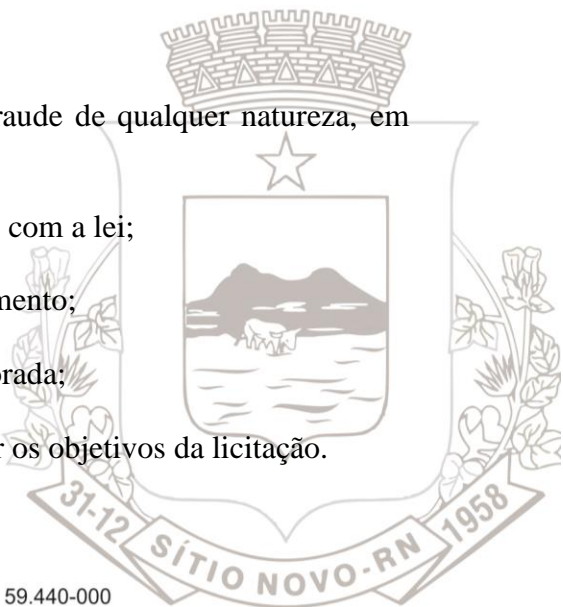 raude de qualquer natureza, em
com a lei;
mento;
orada;
r os objetivos da licitação.
31-12 SÍTIO NOVO-RN 1958
59.440-000